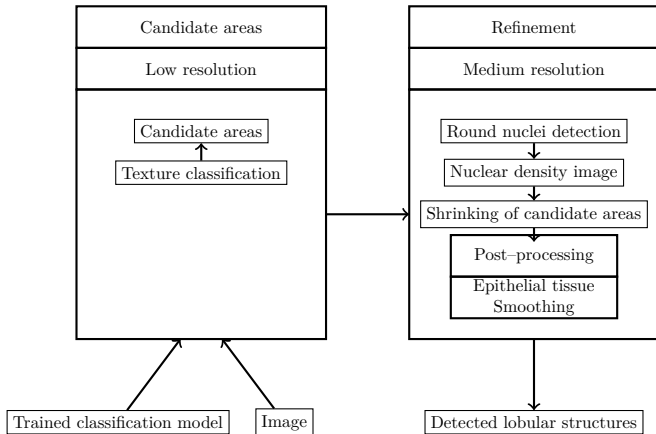 Candidate areas
Low resolution
Candidate areas
Texture classification
Refinement
Medium resolution
Round nuclei detection
Nuclear density image
Shrinking of candidate areas
Post–processing
Epithelial tissue
Smoothing
Trained classification model
Image
Detected lobular structures